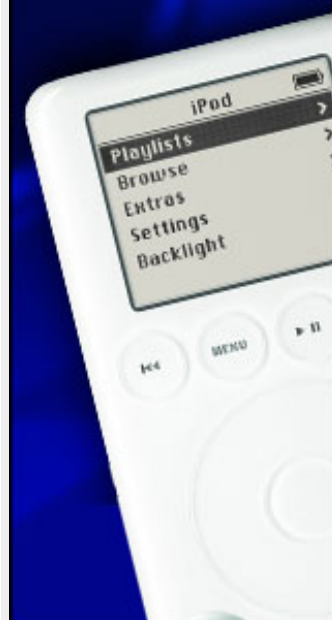 iPod
Playlists >
Browse >
Extras
Settings
Backlight
MENU